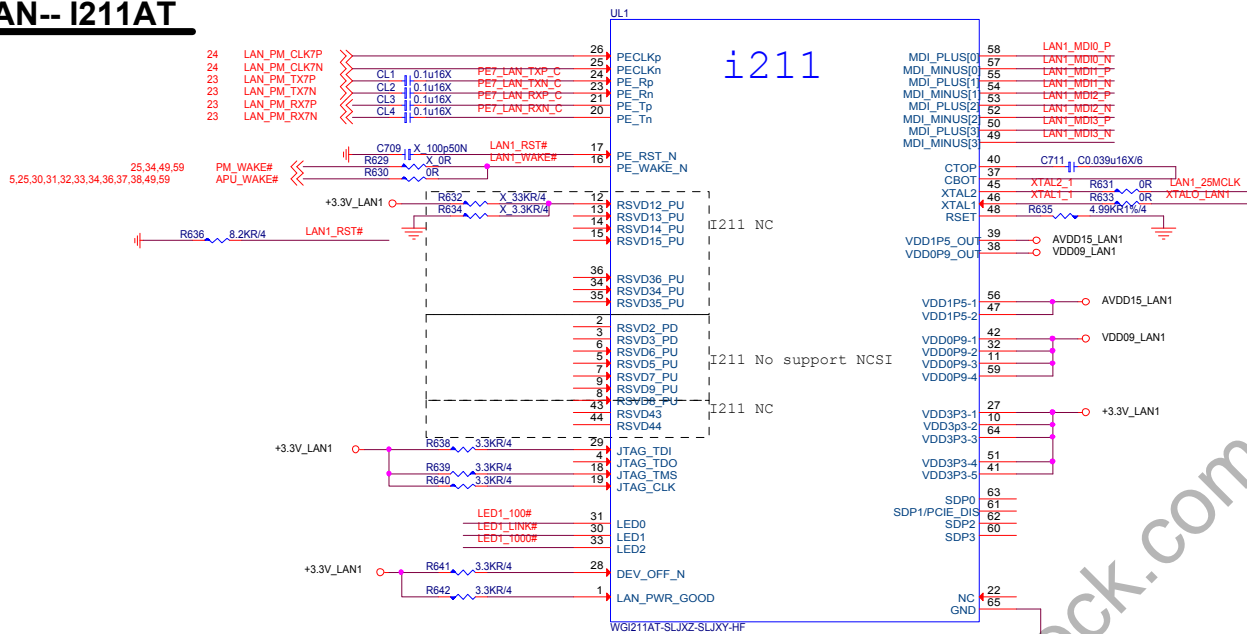 AN-- I211AT
UL1
i211
24 LAN_PM_CLK7P 26 PECLKp
24 LAN_PM_CLK7N 25 PECLKn
23 LAN_PM_TX7P CL1 0.1u16X PE7_LAN_TXP_C 24 PE_Rp
23 LAN_PM_TX7N CL2 0.1u16X PE7_LAN_TXN_C 23 PE_Rn
23 LAN_PM_RX7P CL3 0.1u16X PE7_LAN_RXP_C 21 PE_Tp
23 LAN_PM_RX7N CL4 0.1u16X PE7_LAN_RXN_C 20 PE_Tn
C709 X_100p50N LAN1_RST# 17 PE_RST_N
25,34,49,59 PM_WAKE# R629 X_0R LAN1_WAKE# 16 PE_WAKE_N
5,25,30,31,32,33,34,36,37,38,49,59 APU_WAKE# R630 0R
+3.3V_LAN1 R632 X_33KR/4 12 RSVD12_PU
R634 X_3.3KR/4 13 RSVD13_PU
14 RSVD14_PU
15 RSVD15_PU
I211 NC
R636 8.2KR/4 LAN1_RST#
36 RSVD36_PU
34 RSVD34_PU
35 RSVD35_PU
2 RSVD2_PD
3 RSVD3_PD
6 RSVD6_PU
5 RSVD5_PU
7 RSVD7_PU
9 RSVD9_PU
8 RSVD8_PU
I211 No support NCSI
43 RSVD43
44 RSVD44
I211 NC
+3.3V_LAN1 R638 3.3KR/4 29 JTAG_TDI
4 JTAG_TDO
R639 3.3KR/4 18 JTAG_TMS
R640 3.3KR/4 19 JTAG_CLK
LED1_100# 31 LED0
LED1_LINK# 30 LED1
LED1_1000# 33 LED2
+3.3V_LAN1 R641 3.3KR/4 28 DEV_OFF_N
R642 3.3KR/4 1 LAN_PWR_GOOD
MDI_PLUS[0] 58 LAN1_MDI0_P
MDI_MINUS[0] 57 LAN1_MDI0_N
MDI_PLUS[1] 55 LAN1_MDI1_P
MDI_MINUS[1] 54 LAN1_MDI1_N
MDI_PLUS[2] 53 LAN1_MDI2_P
MDI_MINUS[2] 52 LAN1_MDI2_N
MDI_PLUS[3] 50 LAN1_MDI3_P
MDI_MINUS[3] 49 LAN1_MDI3_N
CTOP 40 C711 C0.039u16X/6
CBOT 37
XTAL2 45 XTAL2_1 R631 0R LAN1_25MCLK
XTAL1 46 XTAL1_1 R633 0R XTALO_LAN1
RSET 48 R635 4.99KR1%/4
VDD1P5_OUT 39 AVDD15_LAN1
VDD0P9_OUT 38 VDD09_LAN1
VDD1P5-1 56 AVDD15_LAN1
VDD1P5-2 47
VDD0P9-1 42 VDD09_LAN1
VDD0P9-2 32
VDD0P9-3 11
VDD0P9-4 59
VDD3P3-1 27 +3.3V_LAN1
VDD3p3-2 10
VDD3P3-3 64
VDD3P3-4 51
VDD3P3-5 41
SDP0 63
SDP1/PCIE_DIS 61
SDP2 62
SDP3 60
NC 22
GND 65
WGI211AT-SLJXZ-SLJXY-HF
ock.com